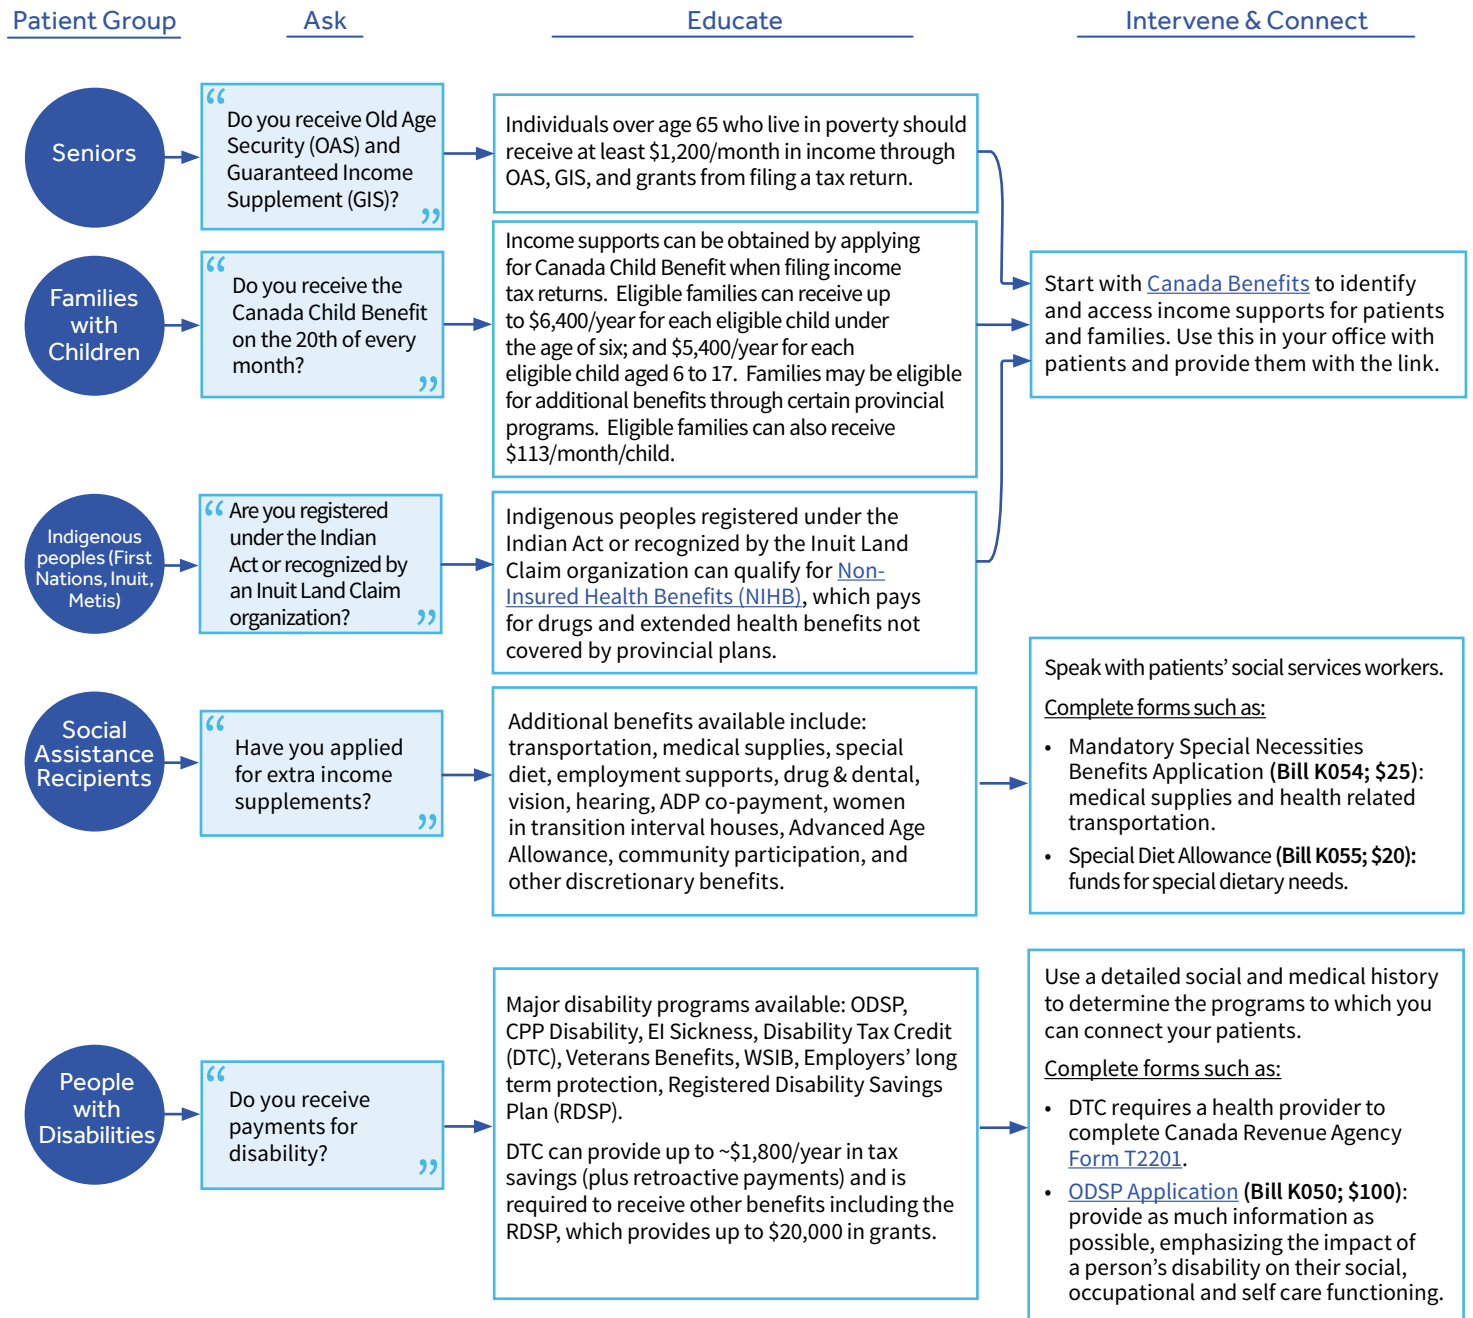 Patient Group
Ask
Educate
Intervene & Connect
Seniors
“
Do you receive Old Age
Security (OAS) and
Guaranteed Income
Supplement (GIS)?
”
Individuals over age 65 who live in poverty should
receive at least $1,200/month in income through
OAS, GIS, and grants from filing a tax return.
Families
with
Children
“
Do you receive the
Canada Child Benefit
on the 20th of every
month?
”
Income supports can be obtained by applying
for Canada Child Benefit when filing income
tax returns. Eligible families can receive up
to $6,400/year for each eligible child under
the age of six; and $5,400/year for each
eligible child aged 6 to 17. Families may be eligible
for additional benefits through certain provincial
programs. Eligible families can also receive
$113/month/child.
Start with Canada Benefits to identify
and access income supports for patients
and families. Use this in your office with
patients and provide them with the link.
Indigenous
peoples (First
Nations, Inuit,
Metis)
“ Are you registered
under the Indian
Act or recognized by
an Inuit Land Claim
organization? ”
Indigenous peoples registered under the
Indian Act or recognized by the Inuit Land
Claim organization can qualify for Non-
Insured Health Benefits (NIHB), which pays
for drugs and extended health benefits not
covered by provincial plans.
Social
Assistance
Recipients
“
Have you applied
for extra income
supplements?
”
Additional benefits available include:
transportation, medical supplies, special
diet, employment supports, drug & dental,
vision, hearing, ADP co-payment, women
in transition interval houses, Advanced Age
Allowance, community participation, and
other discretionary benefits.
Speak with patients’ social services workers.
Complete forms such as:
• Mandatory Special Necessities
Benefits Application (Bill K054; $25):
medical supplies and health related
transportation.
• Special Diet Allowance (Bill K055; $20):
funds for special dietary needs.
People
with
Disabilities
“
Do you receive
payments for
disability?
”
Major disability programs available: ODSP,
CPP Disability, EI Sickness, Disability Tax Credit
(DTC), Veterans Benefits, WSIB, Employers’ long
term protection, Registered Disability Savings
Plan (RDSP).
DTC can provide up to ~$1,800/year in tax
savings (plus retroactive payments) and is
required to receive other benefits including the
RDSP, which provides up to $20,000 in grants.
Use a detailed social and medical history
to determine the programs to which you
can connect your patients.
Complete forms such as:
• DTC requires a health provider to
complete Canada Revenue Agency
Form T2201.
• ODSP Application (Bill K050; $100):
provide as much information as
possible, emphasizing the impact of
a person’s disability on their social,
occupational and self care functioning.